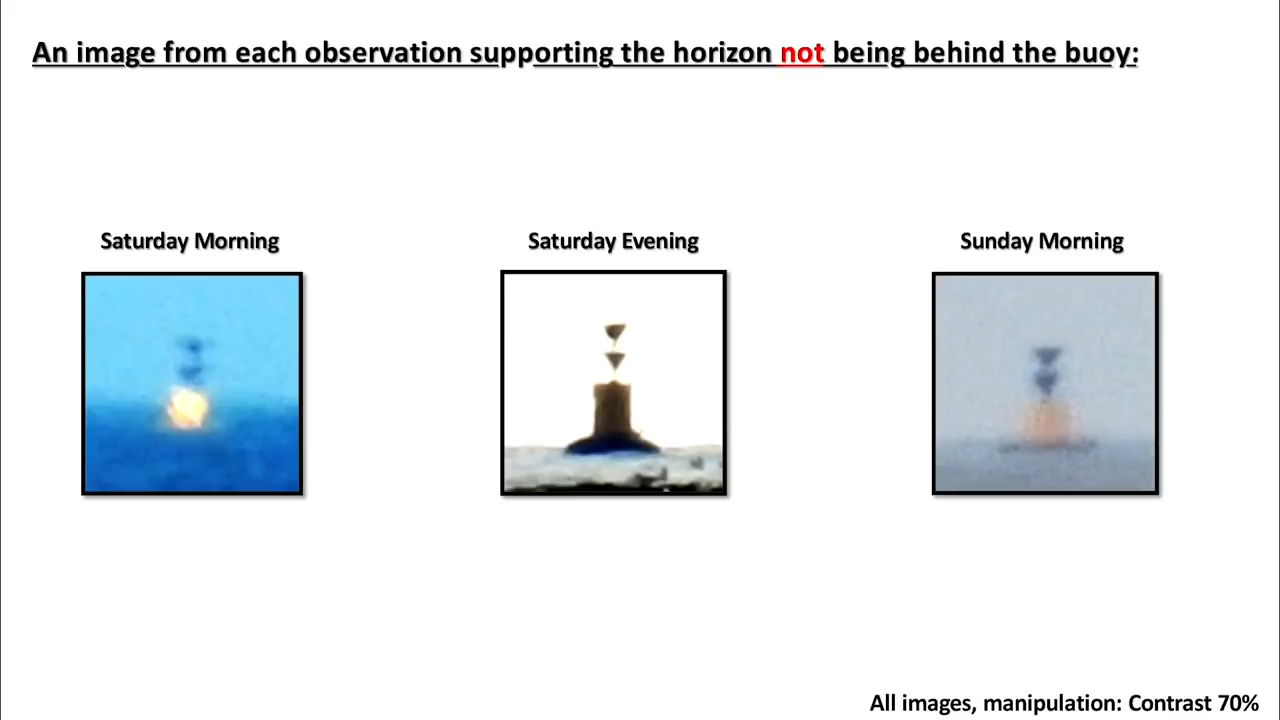 An image from each observation supporting the horizon not being behind the buoy:
Saturday Morning
Saturday Evening
Sunday Morning
All images, manipulation: Contrast 70%